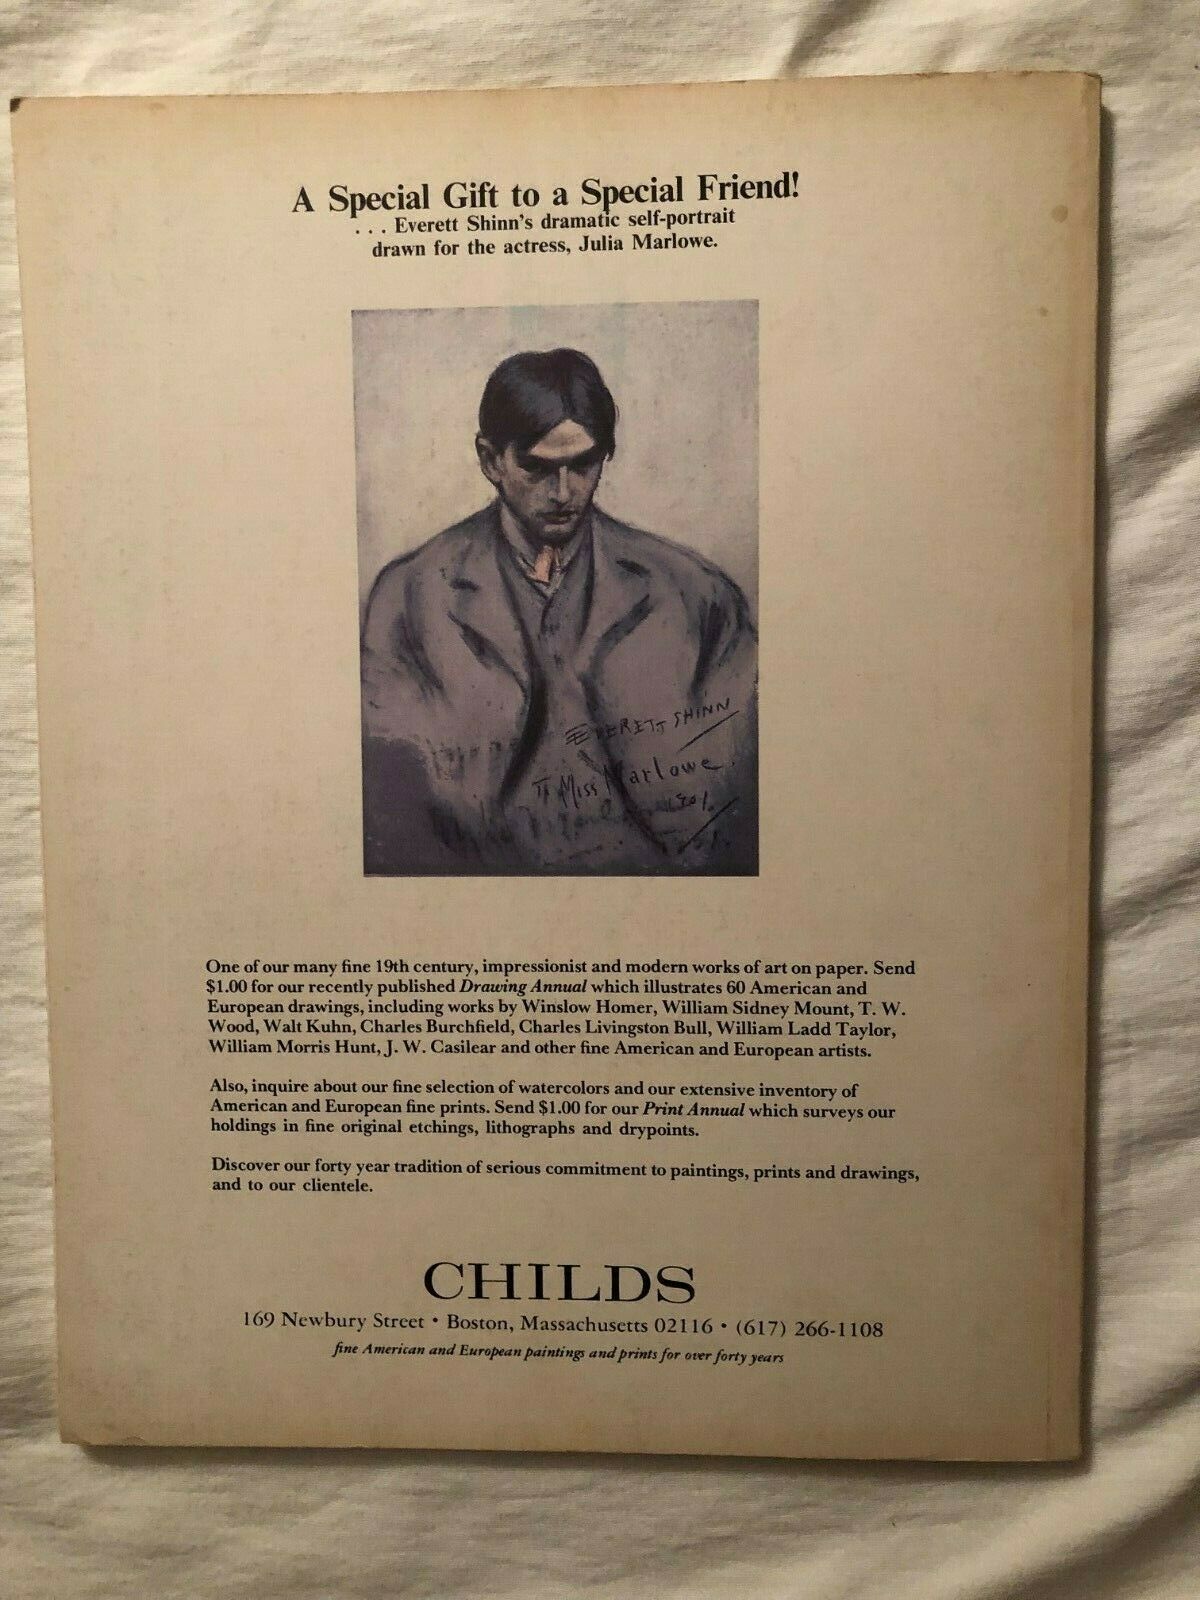 A Special Gift to a Special Friend!
. . . Everett Shinn's dramatic self-portrait
drawn for the actress, Julia Marlowe.
EVERETT SHINN
To Miss Marlowe.
One of our many fine 19th century, impressionist and modern works of art on paper. Send
$1.00 for our recently published Drawing Annual which illustrates 60 American and
European drawings, including works by Winslow Homer, William Sidney Mount, T. W.
Wood, Walt Kuhn, Charles Burchfield, Charles Livingston Bull, William Ladd Taylor,
William Morris Hunt, J. W. Casilear and other fine American and European artists.
Also, inquire about our fine selection of watercolors and our extensive inventory of
American and European fine prints. Send $1.00 for our Print Annual which surveys our
holdings in fine original etchings, lithographs and drypoints.
Discover our forty year tradition of serious commitment to paintings, prints and drawings,
and to our clientele.
CHILDS
169 Newbury Street • Boston, Massachusetts 02116 • (617) 266-1108
fine American and European paintings and prints for over forty years